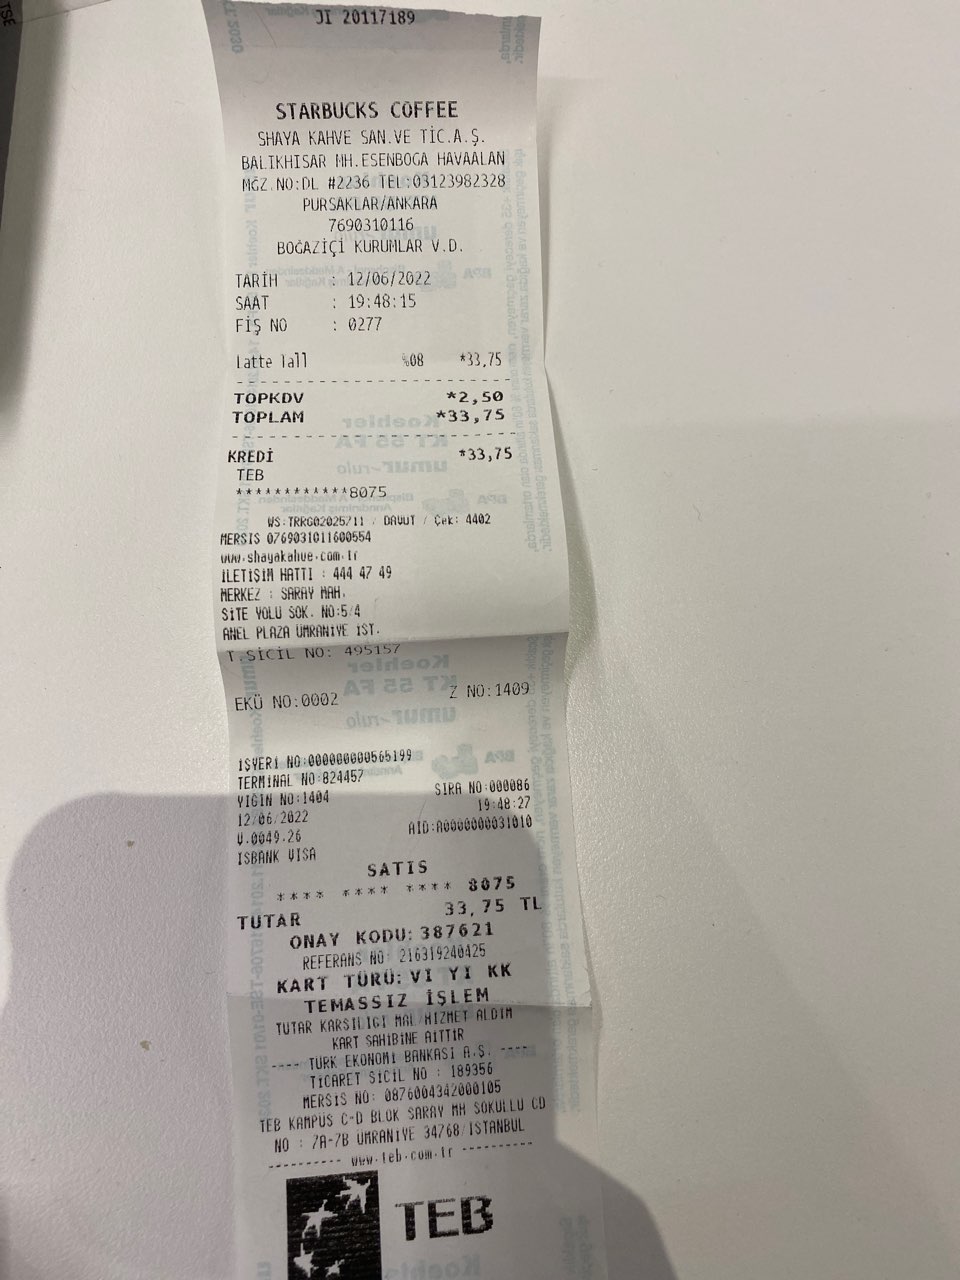 JI 20117189
STARBUCKS COFFEE
SHAYA KAHVE SAN.VE TİC.A.Ş.
BALIKHISAR MH.ESENBOGA HAVAALAN
MĞZ.NO:DL #2236 TEL:03123982328
PURSAKLAR/ANKARA
7690310116
BOĞAZİÇİ KURUMLAR V.D.
TARİH : 12/06/2022
SAAT : 19:48:15
FİŞ NO : 0277
Latte Tall %08 *33,75
TOPKDV *2,50
TOPLAM *33,75
KREDİ *33,75
TEB
************8075
WS:TRRG02025711 / DAVUT / Çek: 4402
MERSIS 0769031011600554
www.shayakahve.com.tr
İLETİŞİM HATTI : 444 47 49
MERKEZ : SARAY MAH.
SİTE YOLU SOK. NO:5/4
ANEL PLAZA ÜMRANİYE İST.
T.SİCİL NO: 495157
EKÜ NO:0002 Z NO:1409
İŞYERİ NO:000000000565199
TERMİNAL NO:824457
YIĞIN NO:1404 SIRA NO:000086
12/06/2022 19:48:27
V.0049.26 AID:A0000000031010
ISBANK VISA
SATIS
**** **** **** 8075
TUTAR 33,75 TL
ONAY KODU: 387621
REFERANS NO: 216319240425
KART TÜRÜ: VI YI KK
TEMASSIZ İŞLEM
TUTAR KARSILIGI MAL/HIZMET ALDIM
KART SAHIBINE AITTIR
---- TÜRK EKONOMİ BANKASI A.Ş. ----
TİCARET SİCİL NO : 189356
MERSİS NO: 0876004342000105
TEB KAMPUS C-D BLOK SARAY MH SOKULLU CD
NO : 7A-7B ÜMRANİYE 34768/İSTANBUL
---------- www.teb.com.tr ----------
TEB